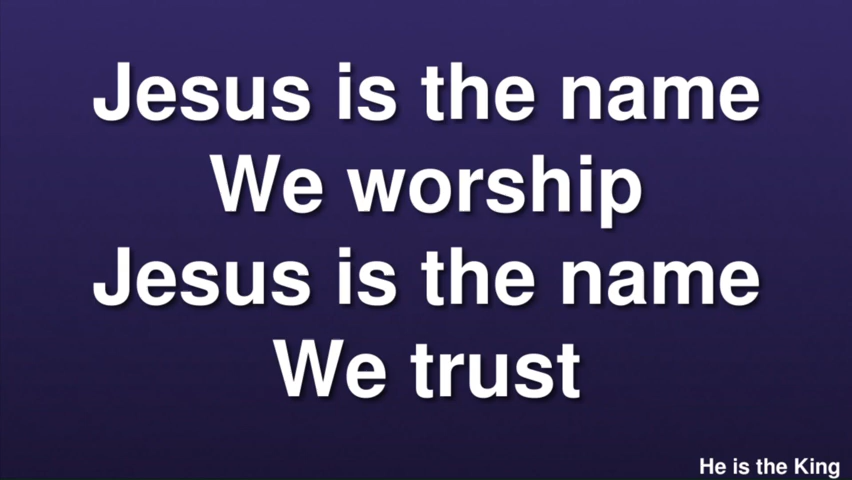 Jesus is the name
We worship
Jesus is the name
We trust
He is the King